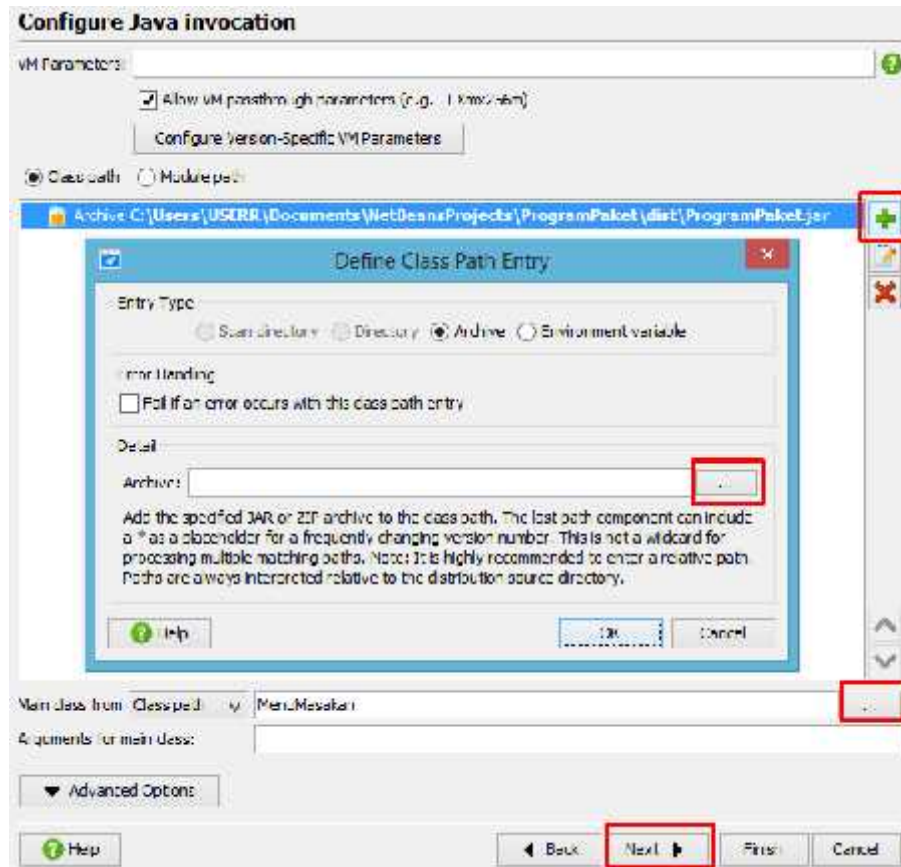 Configure Java invocation
VM Parameters:
Allow VM passthrough parameters (e.g. -Xmx256m)
Configure Version-Specific VM Parameters
Class path Module path
Archive C:\Users\USERR\Documents\NetBeansProjects\ProgramPaket\dist\ProgramPaket.jar
Define Class Path Entry
Entry Type
Scan directory Directory Archive Environment variable
Error Handling
Fail if an error occurs with this class path entry
Detail
Archive: ...
Add the specified JAR or ZIP archive to the class path. The last path component can include
a * as a placeholder for a frequently changing version number. This is not a wildcard for
processing multiple matching paths. Note: It is highly recommended to enter a relative path.
Paths are always interpreted relative to the distribution source directory.
Help OK Cancel
Main class from Class path MenuMasakan ...
Arguments for main class:
Advanced Options
Help Back Next Finish Cancel